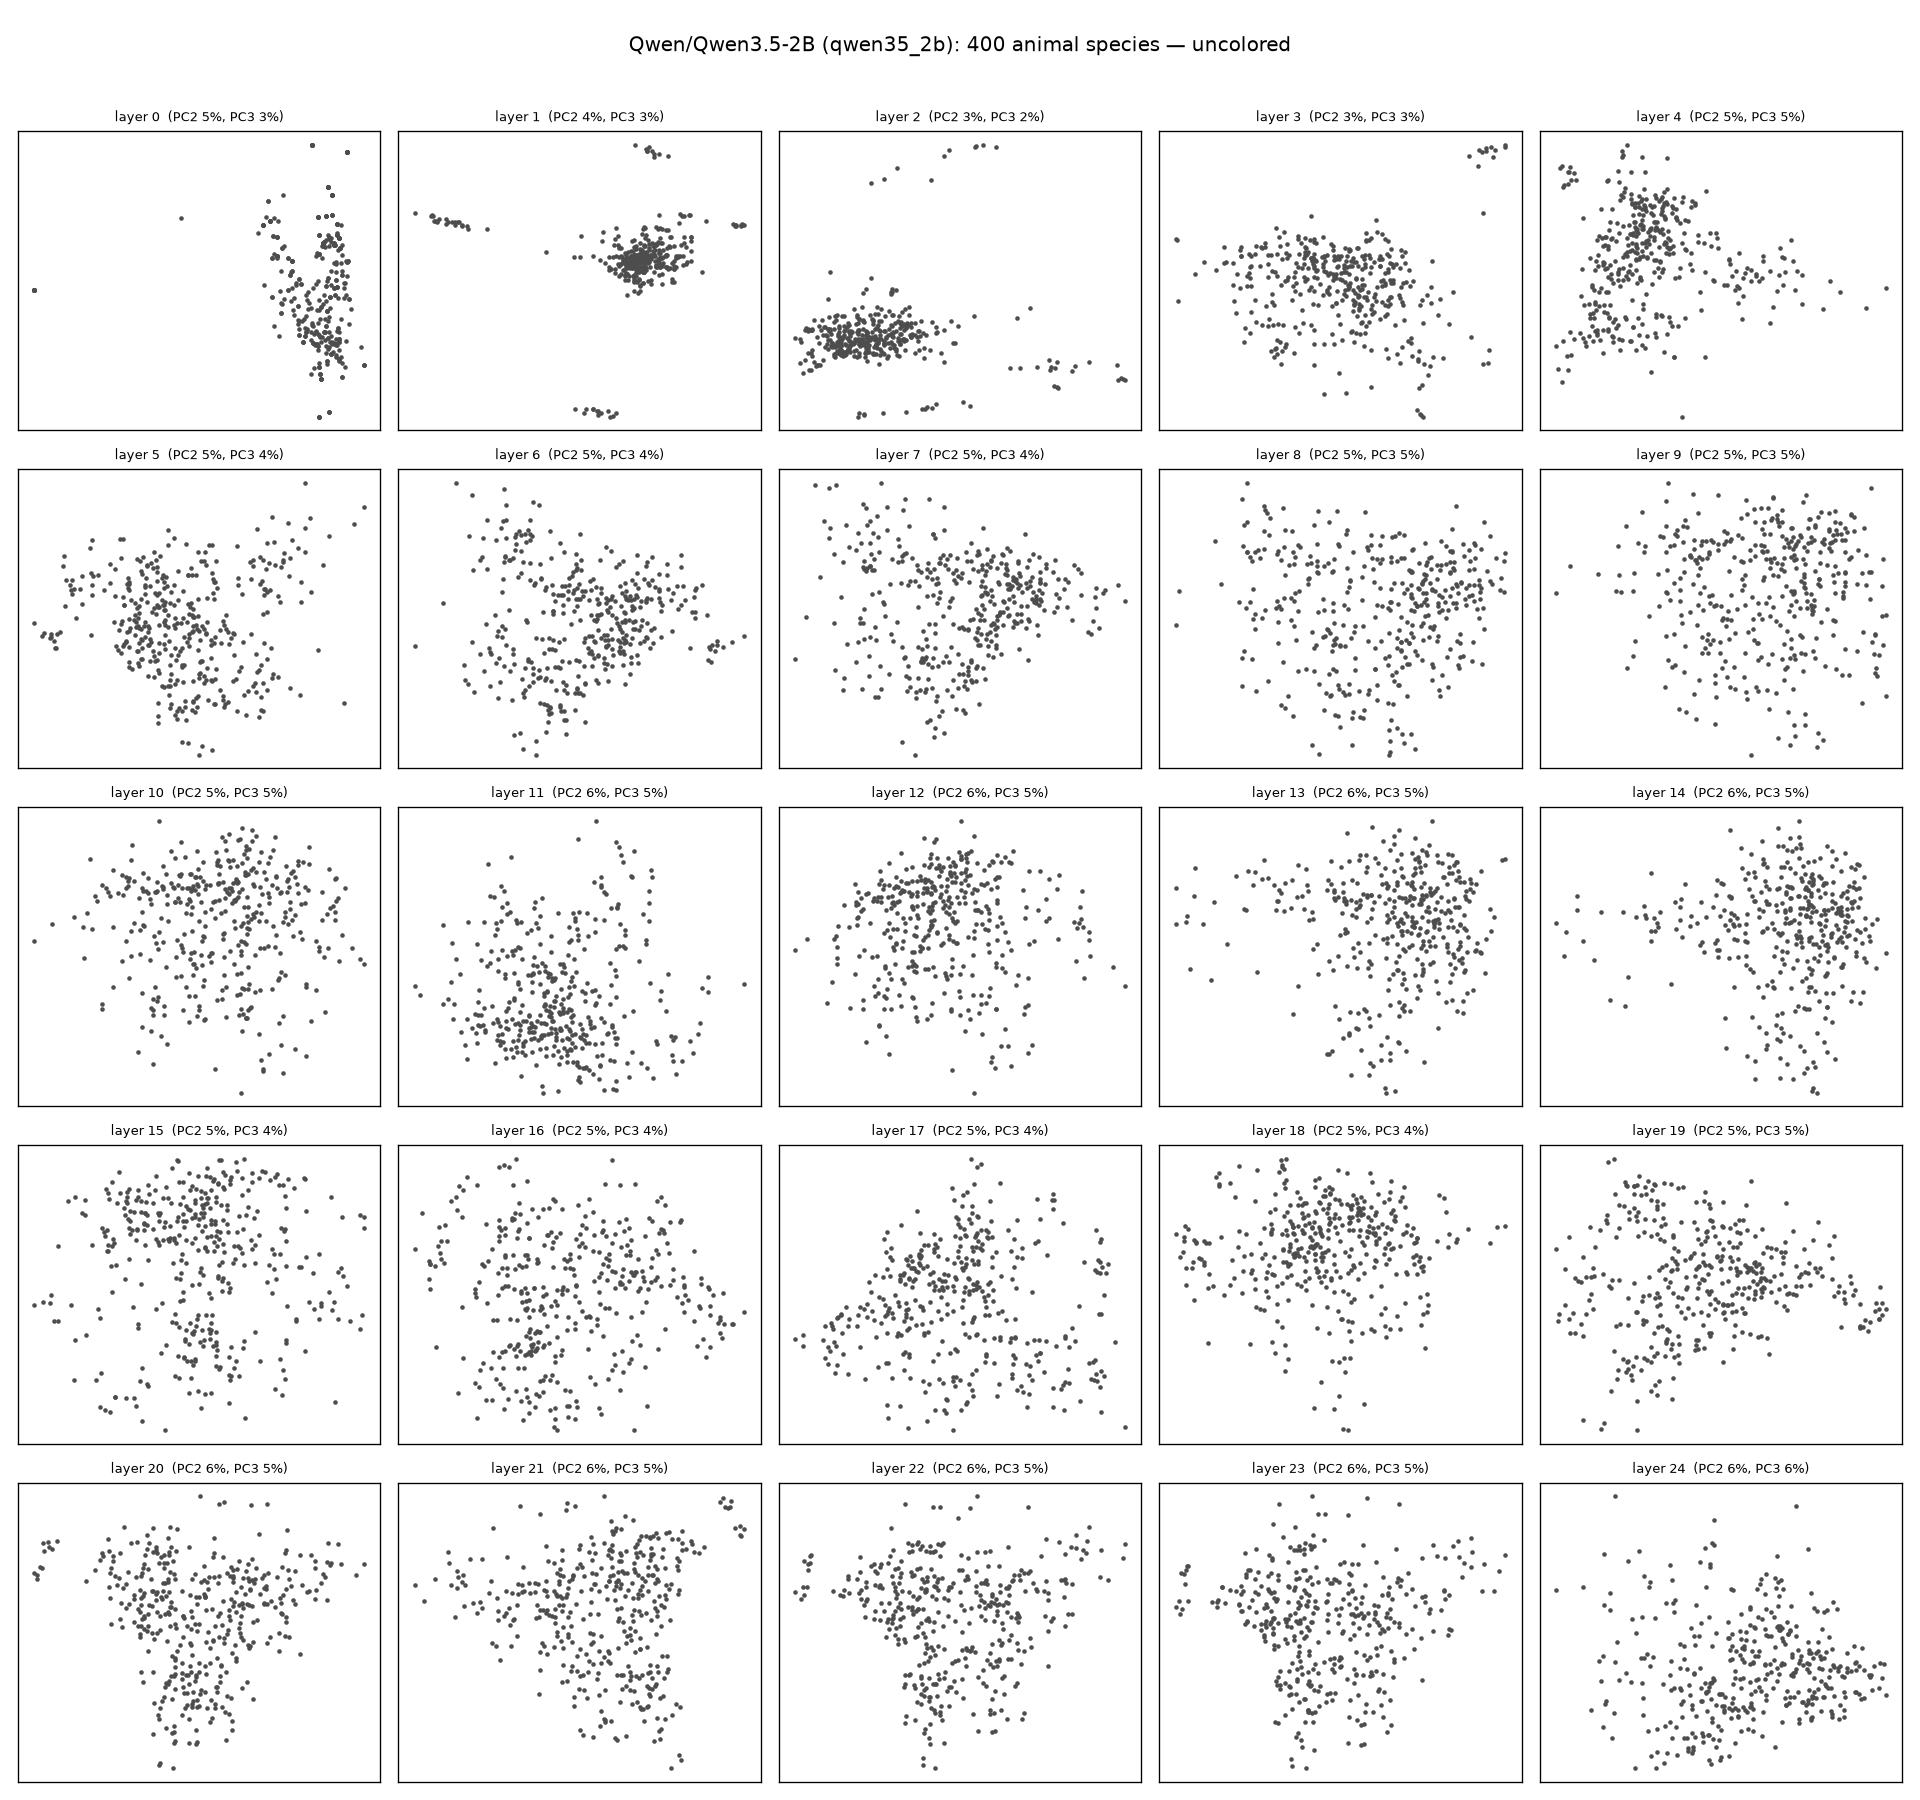 Qwen/Qwen3.5-2B (qwen35_2b): 400 animal species — uncolored
layer 0  (PC2 5%, PC3 3%)
layer 1  (PC2 4%, PC3 3%)
layer 2  (PC2 3%, PC3 2%)
layer 3  (PC2 3%, PC3 3%)
layer 4  (PC2 5%, PC3 5%)
layer 5  (PC2 5%, PC3 4%)
layer 6  (PC2 5%, PC3 4%)
layer 7  (PC2 5%, PC3 4%)
layer 8  (PC2 5%, PC3 5%)
layer 9  (PC2 5%, PC3 5%)
layer 10  (PC2 5%, PC3 5%)
layer 11  (PC2 6%, PC3 5%)
layer 12  (PC2 6%, PC3 5%)
layer 13  (PC2 6%, PC3 5%)
layer 14  (PC2 6%, PC3 5%)
layer 15  (PC2 5%, PC3 4%)
layer 16  (PC2 5%, PC3 4%)
layer 17  (PC2 5%, PC3 4%)
layer 18  (PC2 5%, PC3 4%)
layer 19  (PC2 5%, PC3 5%)
layer 20  (PC2 6%, PC3 5%)
layer 21  (PC2 6%, PC3 5%)
layer 22  (PC2 6%, PC3 5%)
layer 23  (PC2 6%, PC3 5%)
layer 24  (PC2 6%, PC3 6%)